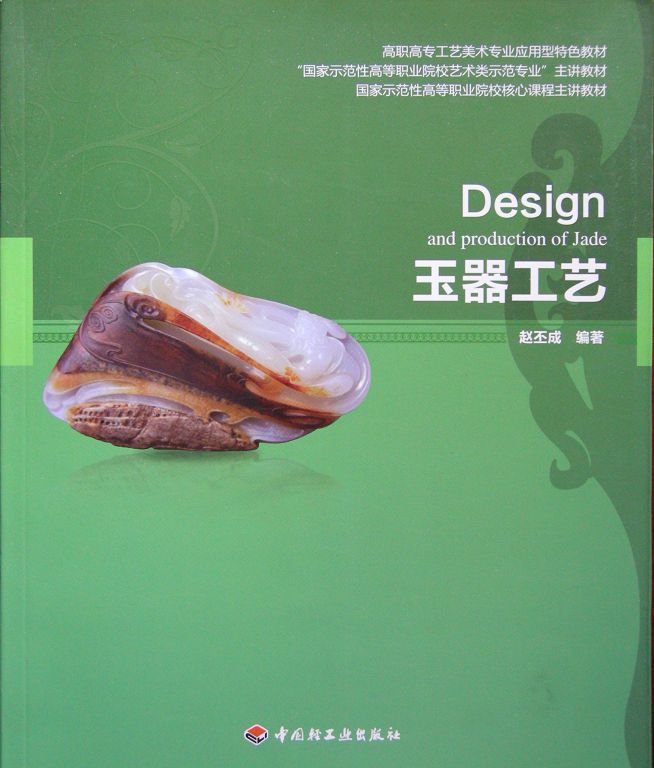 高职高专工艺美术专业应用型特色教材
“国家示范性高等职业院校艺术类示范专业”主讲教材
国家示范性高等职业院校核心课程主讲教材
Design
and production of Jade
玉器工艺
赵丕成 编著
中国轻工业出版社